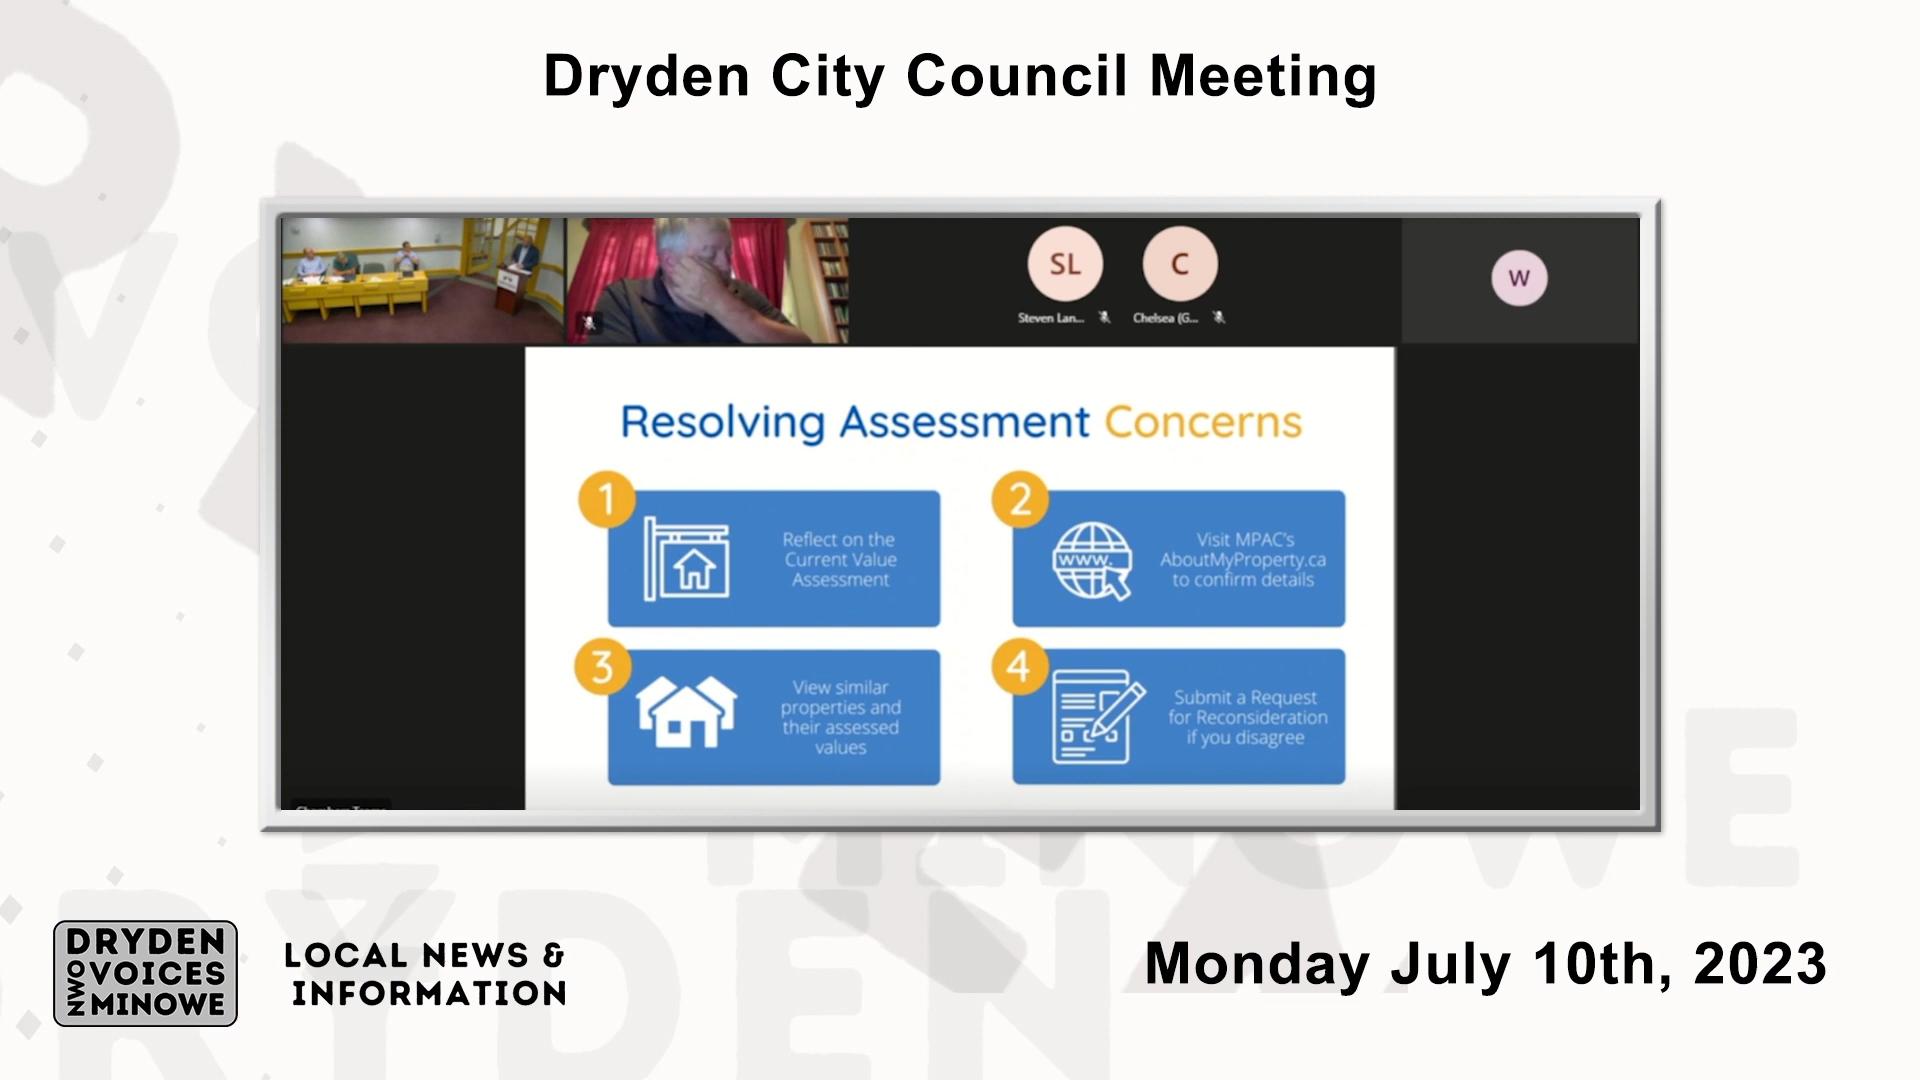 Dryden City Council Meeting
SL
C
W
Steven Lan...
Chelsea (G...
Resolving Assessment Concerns
1
Reflect on the
Current Value
Assessment
2
www.
Visit MPAC's
AboutMyProperty.ca
to confirm details
3
View similar
properties and
their assessed
values
4
Submit a Request
for Reconsideration
if you disagree
DRYDEN
VOICES
MINOWE
NWO
LOCAL NEWS &
INFORMATION
Monday July 10th, 2023